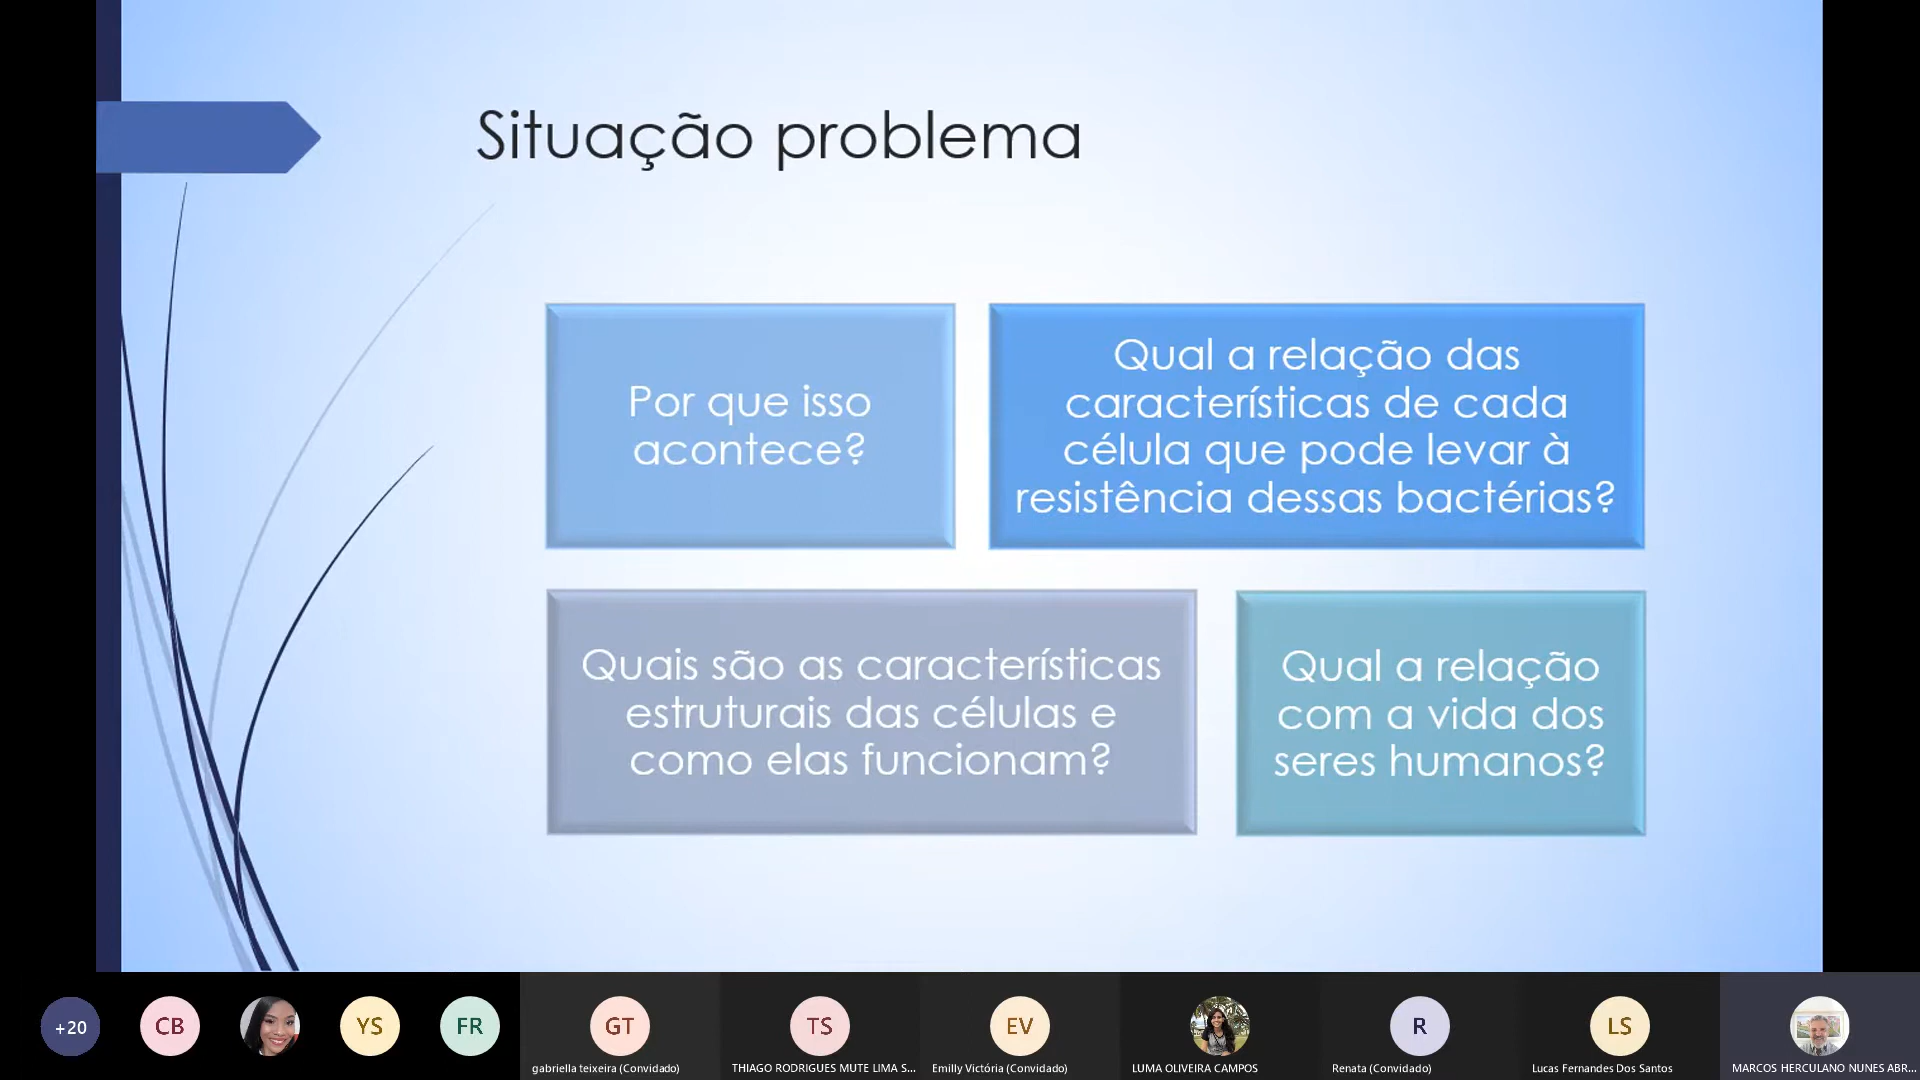 Situação problema
Por que isso
acontece?
Qual a relação das
características de cada
célula que pode levar à
resistência dessas bactérias?
Quais são as características
estruturais das células e
como elas funcionam?
Qual a relação
com a vida dos
seres humanos?
+20
CB
YS
FR
GT
gabriella teixeira (Convidado)
TS
THIAGO RODRIGUES MUTE LIMA S...
EV
Emilly Victória (Convidado)
LUMA OLIVEIRA CAMPOS
R
Renata (Convidado)
LS
Lucas Fernandes Dos Santos
MARCOS HERCULANO NUNES ABR...